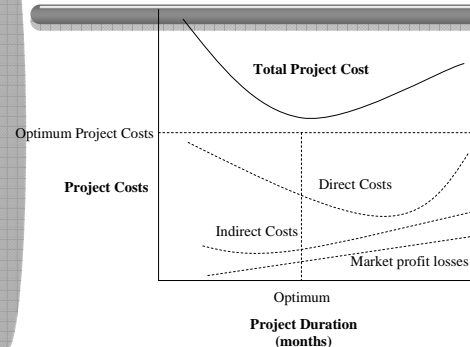 Total Project Cost
Optimum Project Costs
Project Costs
Direct Costs
Indirect Costs
Market profit losses
Optimum
Project Duration
(months)